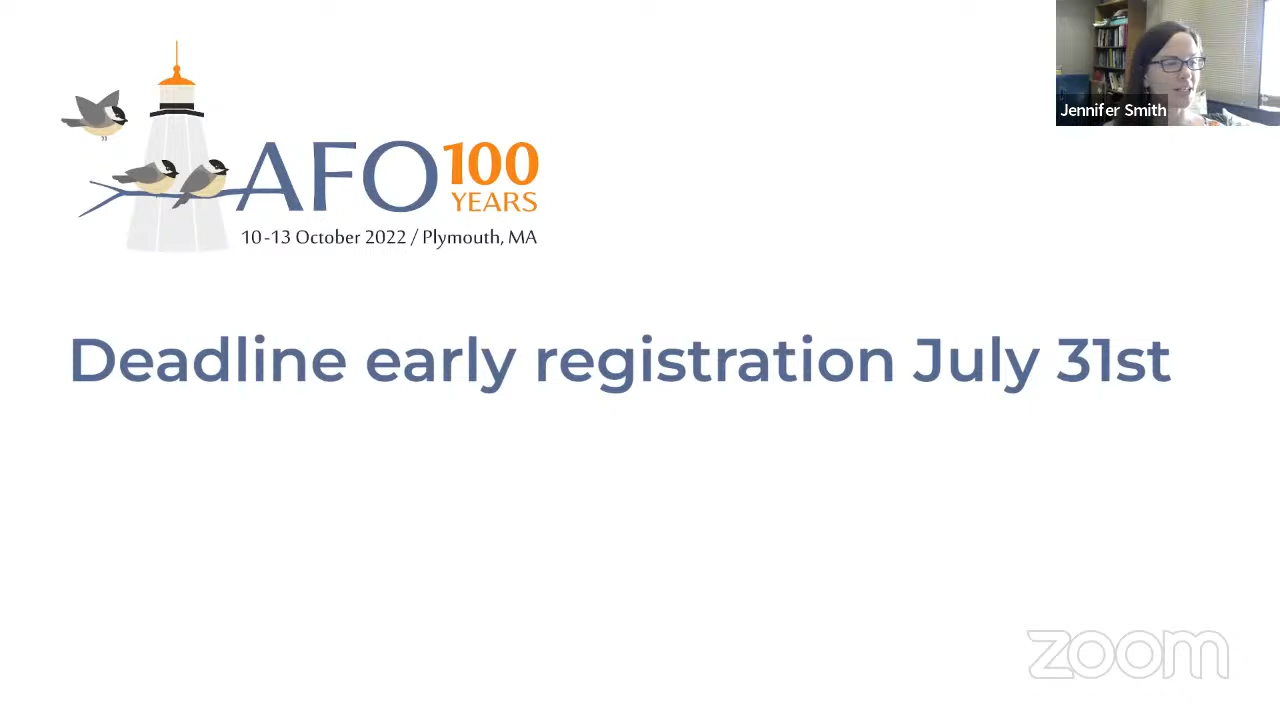 Jennifer Smith
AFO 100
YEARS
10-13 October 2022 / Plymouth, MA
Deadline early registration July 31st
zoom